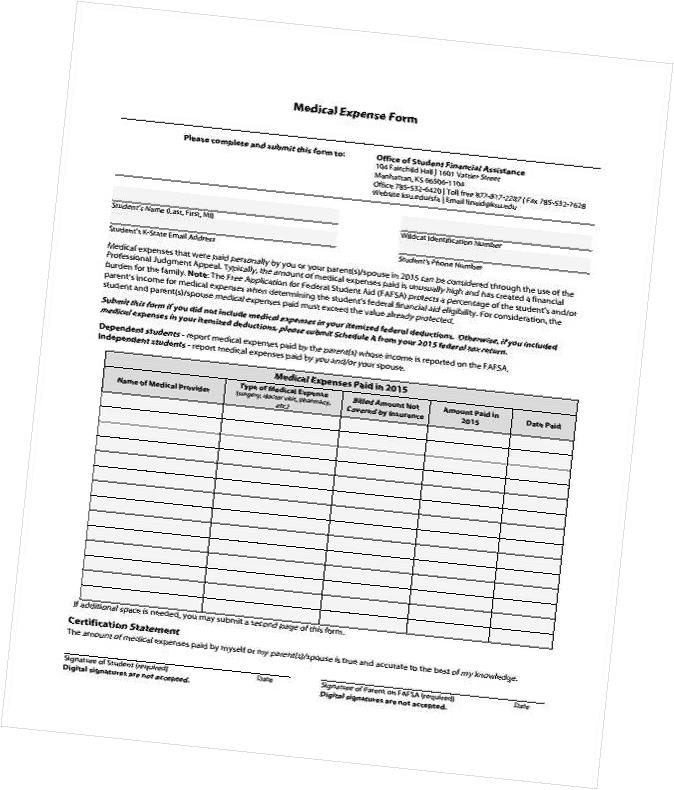 Medical Expense Form
Please complete and submit this form to:
Office of Student Financial Assistance
104 Fairchild Hall | 1601 Vattier Street
Manhattan, KS 66506-1104
Office 785-532-6420 | Toll free 877-817-2287 | Fax 785-532-7628
Website ksu.edu/sfa | Email finaid@ksu.edu
Student's Name (Last, First, MI)
Wildcat Identification Number
Student's K-State Email Address
Student's Phone Number
Medical expenses that were paid personally by you or your parent(s)/spouse in 2015 can be considered through the use of the
Professional Judgment Appeal. Typically, the amount of medical expenses paid is unusually high and has created a financial
burden for the family. Note: The Free Application for Federal Student Aid (FAFSA) protects a percentage of the student's and/or
parent's income for medical expenses when determining the student's federal financial aid eligibility. For consideration, the
student and parent(s)/spouse medical expenses paid must exceed the value already protected.
Submit this form if you did not include medical expenses in your itemized federal deductions. Otherwise, if you included
medical expenses in your itemized deductions, please submit Schedule A from your 2015 federal tax return.
Dependent students - report medical expenses paid by the parent(s) whose income is reported on the FAFSA.
Independent students - report medical expenses paid by you and/or your spouse.
Medical Expenses Paid in 2015
Name of Medical Provider
Type of Medical Expense
(surgery, doctor visit, pharmacy,
etc.)
Billed Amount Not
Covered by Insurance
Amount Paid in
2015
Date Paid
If additional space is needed, you may submit a second page of this form.
Certification Statement
The amount of medical expenses paid by myself or my parent(s)/spouse is true and accurate to the best of my knowledge.
Signature of Student (required) Date
Digital signatures are not accepted.
Signature of Parent on FAFSA (required) Date
Digital signatures are not accepted.